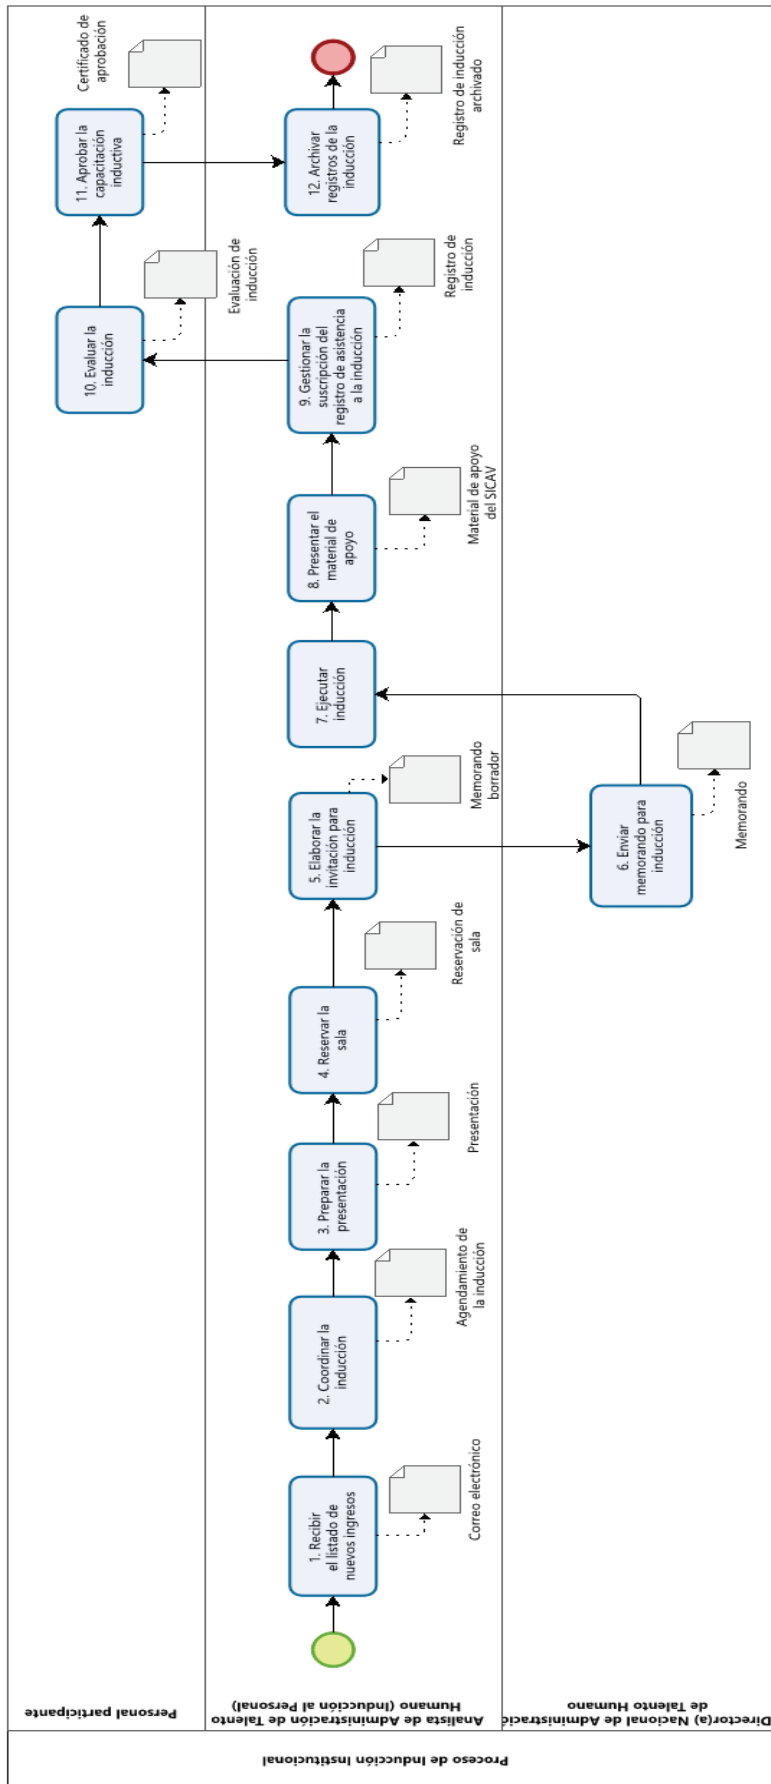 Proceso de Inducción Institucional
Personal participante
10. Evaluar la
inducción
Evaluación de
inducción
11. Aprobar la
capacitación
inductiva
Certificado de
aprobación
Analista de Administración de Talento
Humano (Inducción al Personal)
1. Recibir
el listado de
nuevos ingresos
Correo electrónico
2. Coordinar la
inducción
Agendamiento de
la inducción
3. Preparar la
presentación
Presentación
4. Reservar la
sala
Reservación de
sala
5. Elaborar la
invitación para
inducción
Memorando
borrador
7. Ejecutar
inducción
8. Presentar el
material de
apoyo
Material de apoyo
del SICAV
9. Gestionar la
suscripción del
registro de asistencia
a la inducción
Registro de
inducción
12. Archivar
registros de la
inducción
Registro de inducción
archivado
Director(a) Nacional de Administració
de Talento Humano
6. Enviar
memorando para
inducción
Memorando